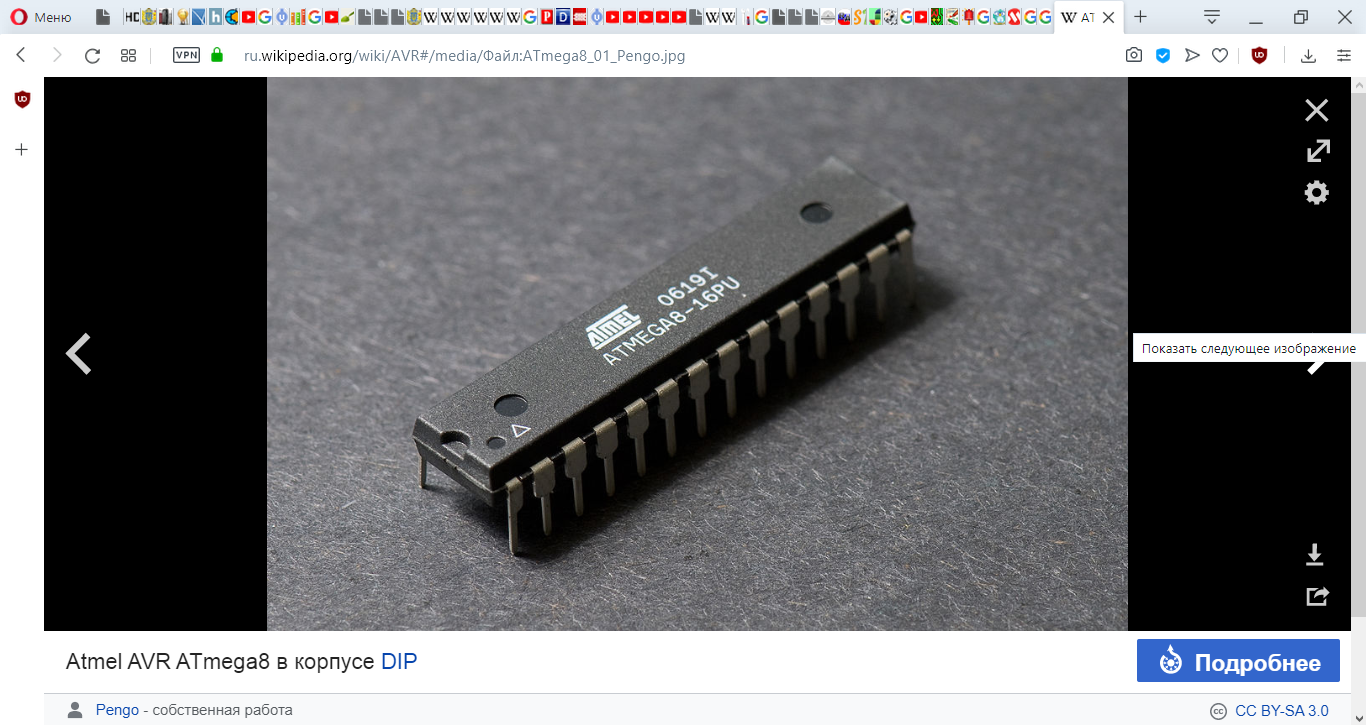 Меню
VPN
ru.wikipedia.org/wiki/AVR#/media/Файл:ATmega8_01_Pengo.jpg
Показать следующее изображение
ATMEL 0619I
ATMEGA8-16PU
Atmel AVR ATmega8 в корпусе DIP
Подробнее
Pengo - собственная работа
CC BY-SA 3.0